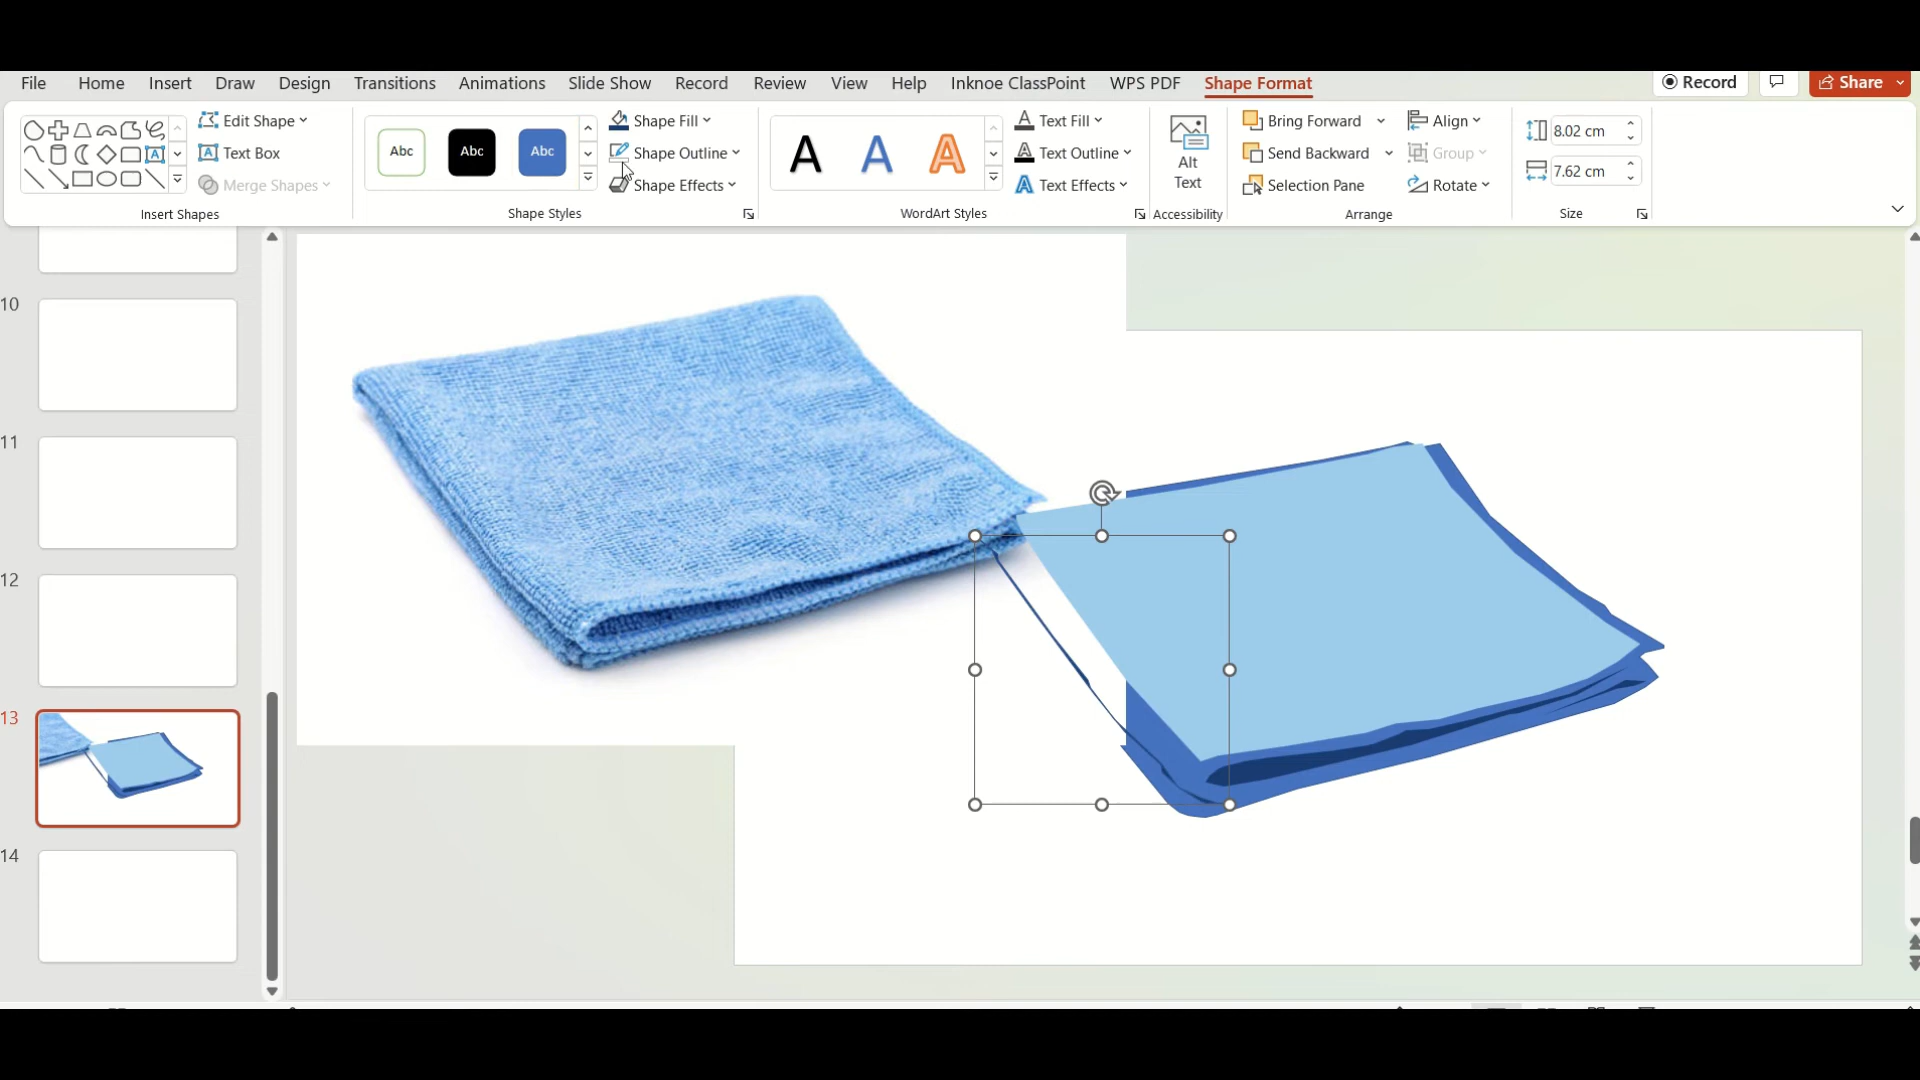 File Home Insert Draw Design Transitions Animations Slide Show Record Review View Help Inknoe ClassPoint WPS PDF Shape Format Record Share
Edit Shape
Text Box
Merge Shapes
Insert Shapes
Abc Abc Abc
Shape Fill
Shape Outline
Shape Effects
Shape Styles
A A A
Text Fill
Text Outline
Text Effects
WordArt Styles
Alt
Text
Accessibility
Bring Forward
Send Backward
Selection Pane
Align
Group
Rotate
Arrange
8.02 cm
7.62 cm
Size
10
11
12
13
14